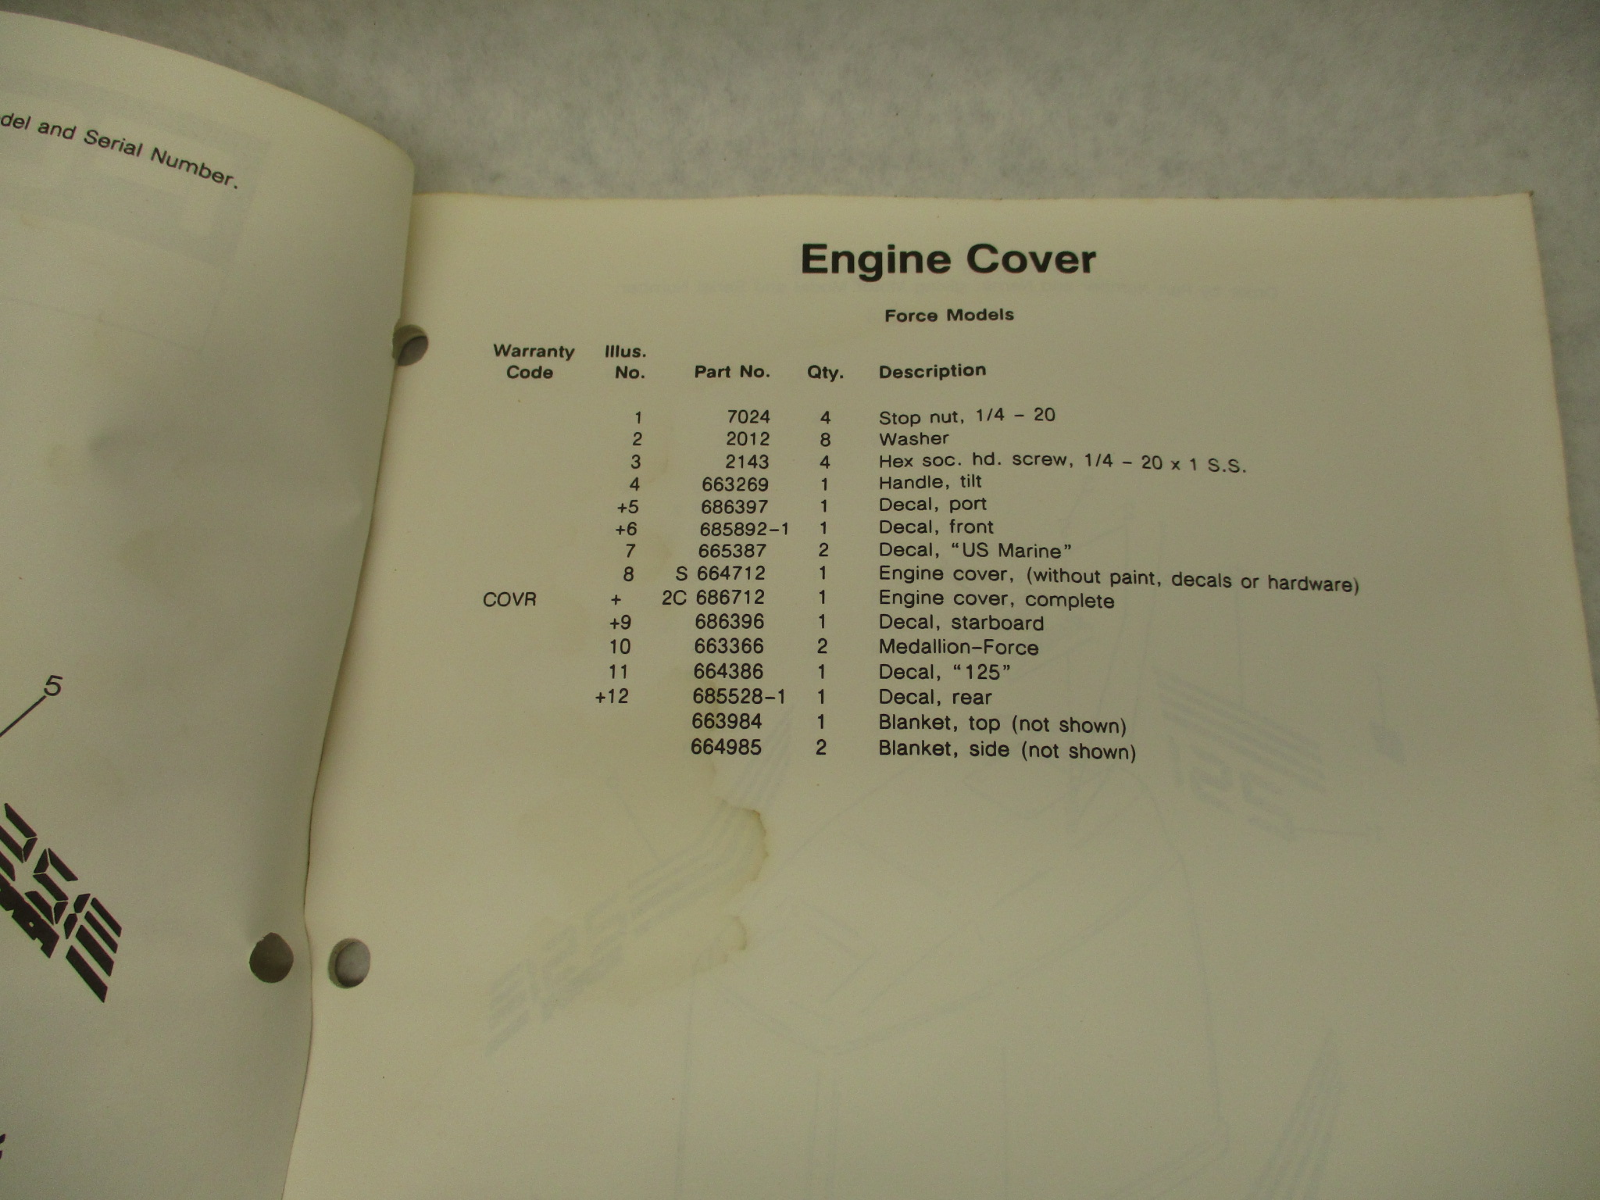 del and Serial Number.
5
Engine Cover
Force Models
Warranty Code Illus. No. Part No. Qty. Description
1 7024 4 Stop nut, 1/4 – 20
2 2012 8 Washer
3 2143 4 Hex soc. hd. screw, 1/4 – 20 x 1 S.S.
4 663269 1 Handle, tilt
+5 686397 1 Decal, port
+6 685892–1 1 Decal, front
7 665387 2 Decal, “US Marine”
8 S 664712 1 Engine cover, (without paint, decals or hardware)
COVR + 2C 686712 1 Engine cover, complete
+9 686396 1 Decal, starboard
10 663366 2 Medallion–Force
11 664386 1 Decal, “125”
+12 685528–1 1 Decal, rear
663984 1 Blanket, top (not shown)
664985 2 Blanket, side (not shown)